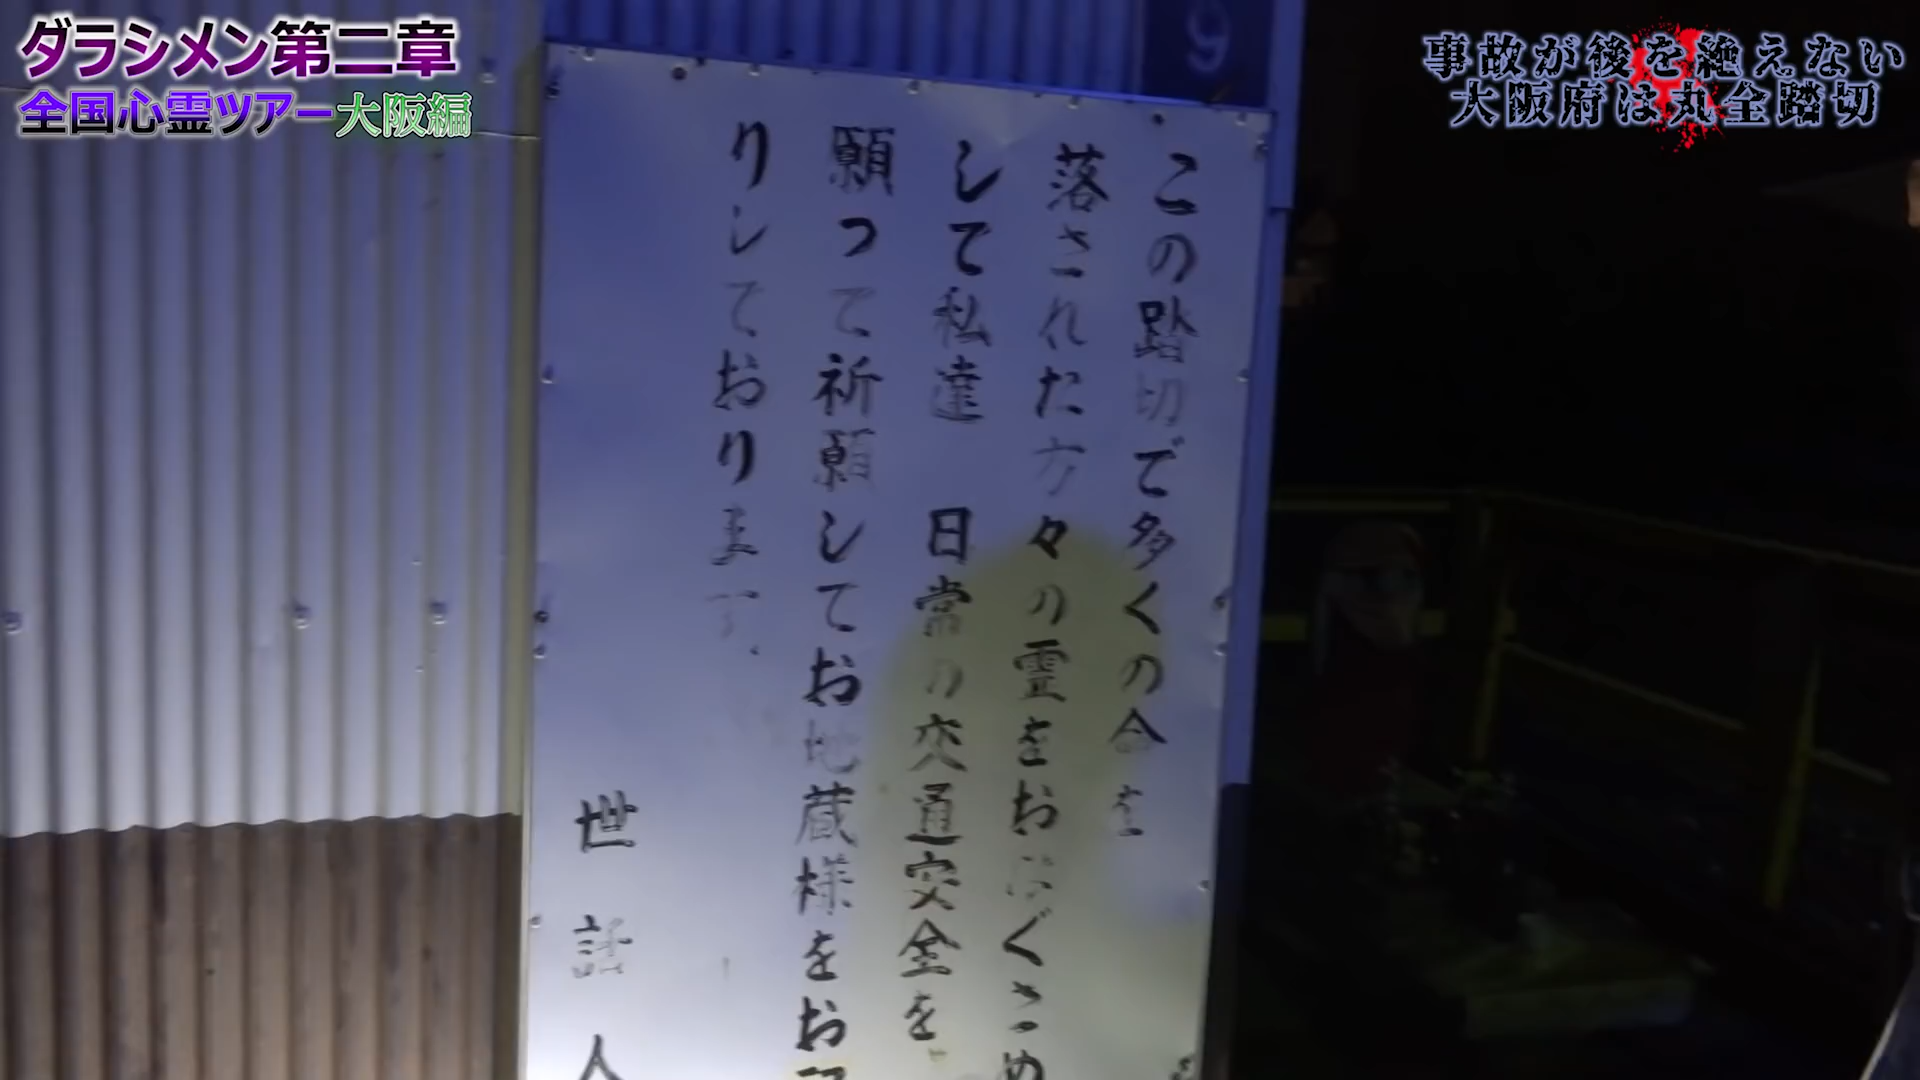 ダラシメン第二章
全国心霊ツアー大阪編
事故が後を絶えない
大阪府は丸全踏切
9
この踏切で多くの命を
落された方々の霊をおなぐさめ
して私達 日常の交通安全を
願って祈願してお地蔵様をお
りしております、
世話人